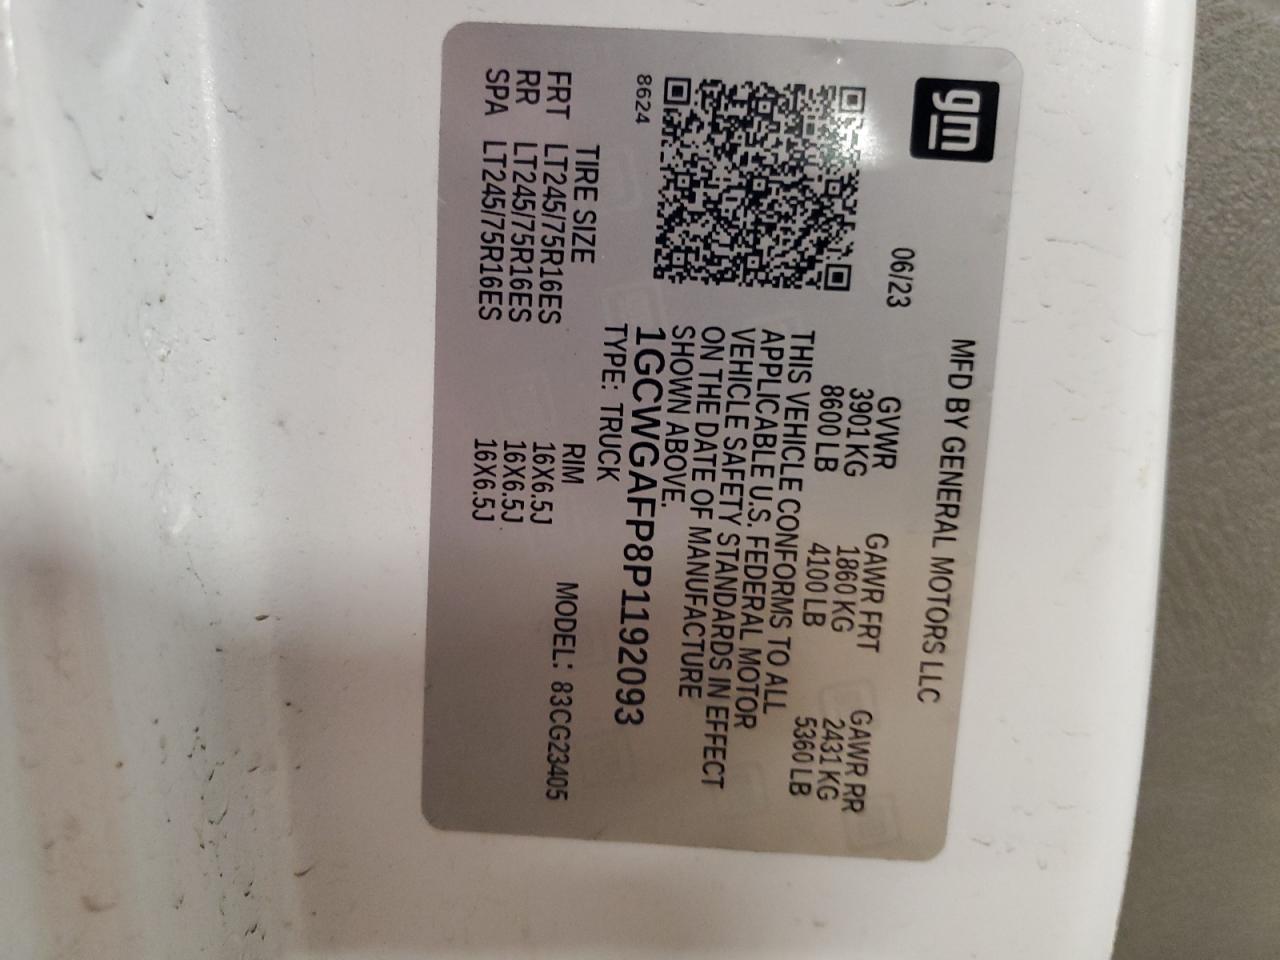 gm
MFD BY GENERAL MOTORS LLC
06/23
GVWR GAWR FRT GAWR RR
3901 KG 1860 KG 2431 KG
8600 LB 4100 LB 5360 LB
THIS VEHICLE CONFORMS TO ALL
APPLICABLE U.S. FEDERAL MOTOR
VEHICLE SAFETY STANDARDS IN EFFECT
ON THE DATE OF MANUFACTURE
SHOWN ABOVE.
8624
1GCWGAFP8P1192093
TYPE: TRUCK
MODEL: 83CG23405
TIRE SIZE RIM
FRT LT245/75R16ES 16X6.5J
RR LT245/75R16ES 16X6.5J
SPA LT245/75R16ES 16X6.5J